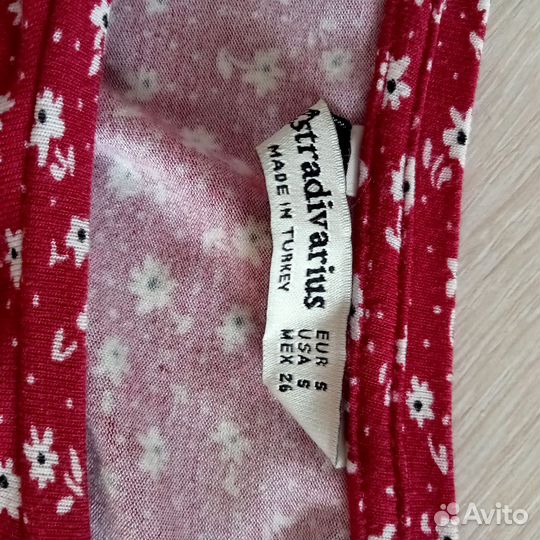 stradivarius
MADE IN TURKEY
EUR S
USA S
MEX 26
Avito